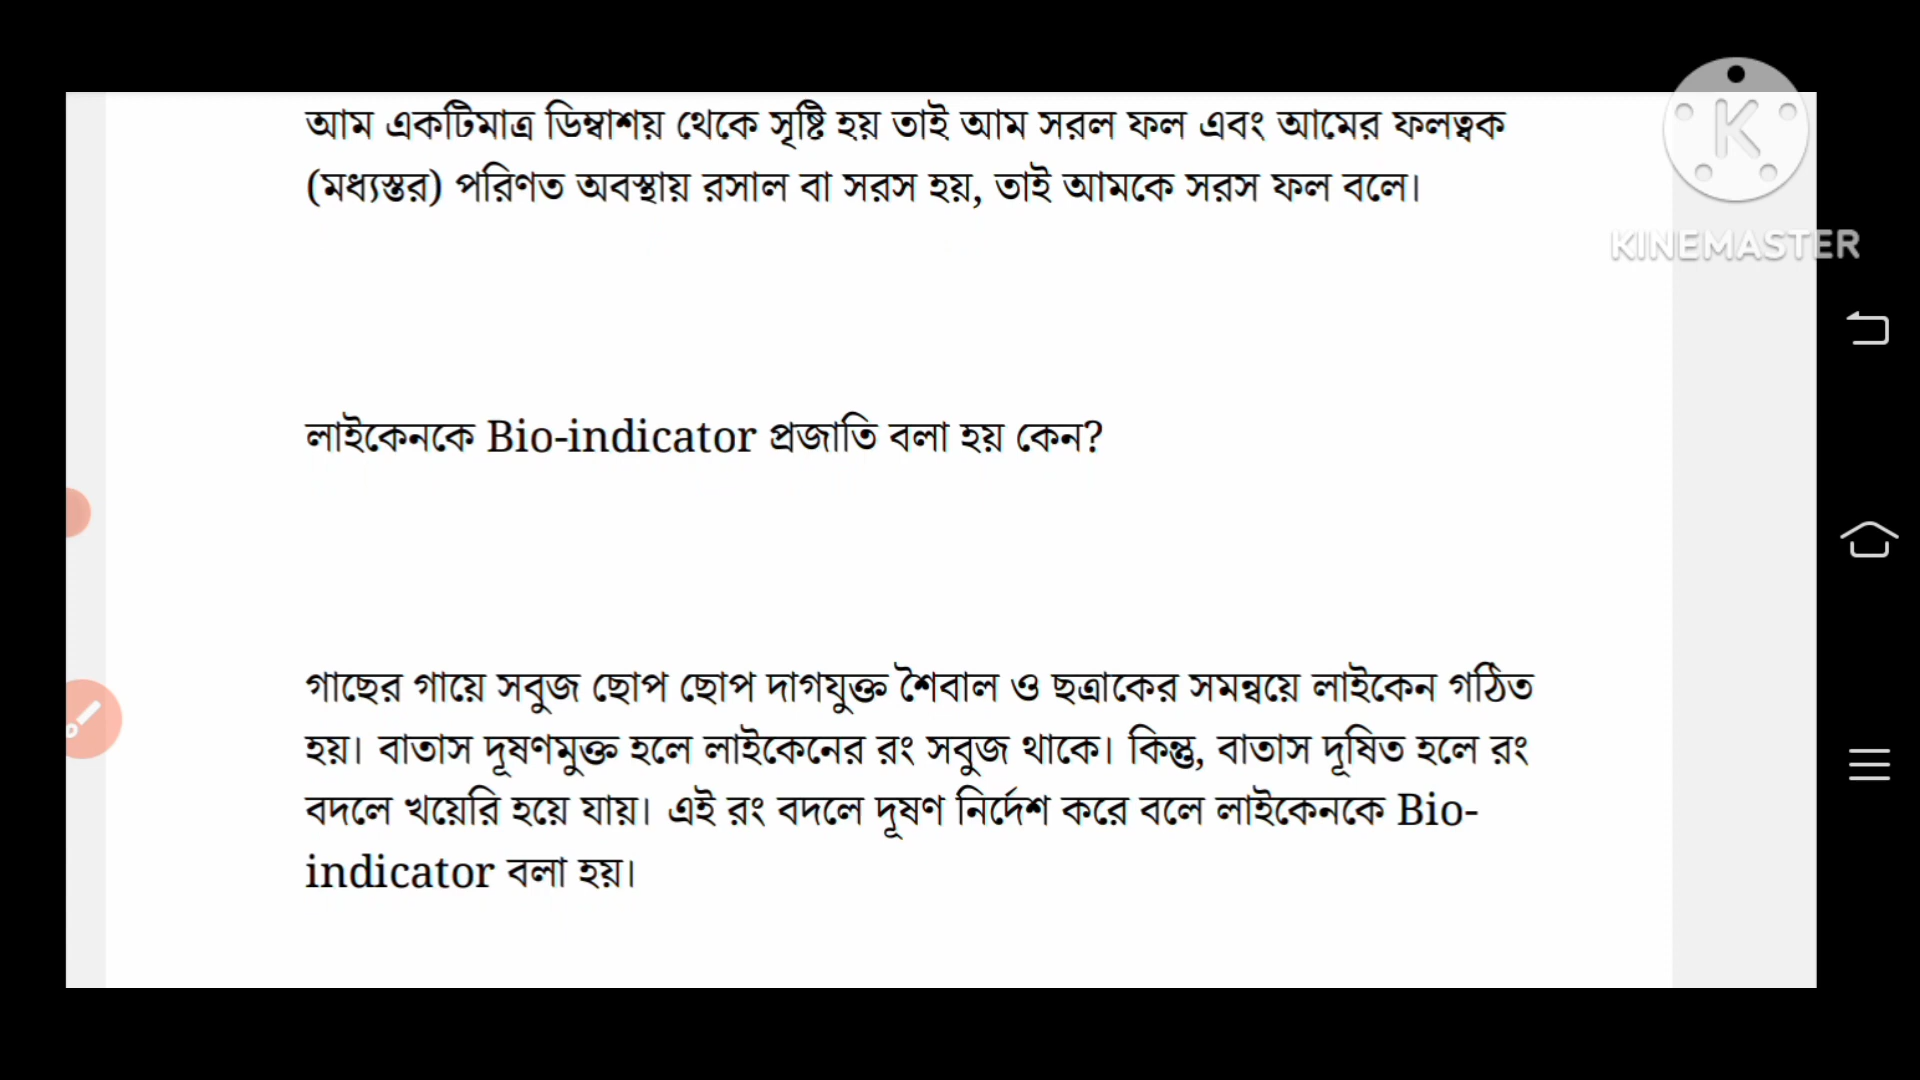 আম একটিমাত্র ডিম্বাশয় থেকে সৃষ্টি হয় তাই আম সরল ফল এবং আমের ফলত্বক
(মধ্যস্তর) পরিণত অবস্থায় রসাল বা সরস হয়, তাই আমকে সরস ফল বলে।
K
KINEMASTER
লাইকেনকে Bio-indicator প্রজাতি বলা হয় কেন?
গাছের গায়ে সবুজ ছোপ ছোপ দাগযুক্ত শৈবাল ও ছত্রাকের সমন্বয়ে লাইকেন গঠিত
হয়। বাতাস দূষণমুক্ত হলে লাইকেনের রং সবুজ থাকে। কিন্তু, বাতাস দূষিত হলে রং
বদলে খয়েরি হয়ে যায়। এই রং বদলে দূষণ নির্দেশ করে বলে লাইকেনকে Bio-
indicator বলা হয়।